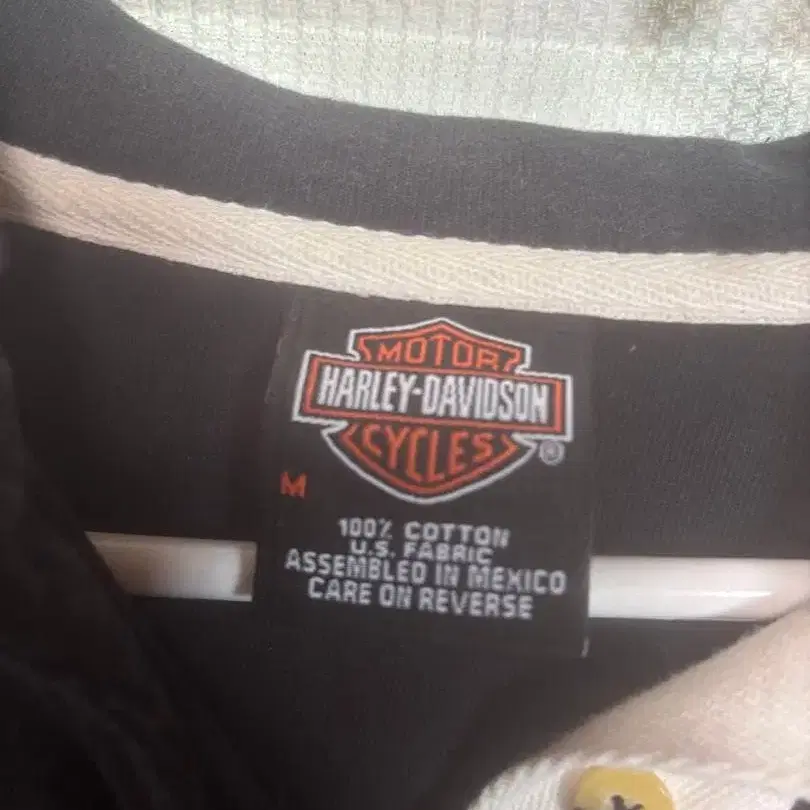 MOTOR
HARLEY-DAVIDSON
CYCLES
®
M
100% COTTON
U.S. FABRIC
ASSEMBLED IN MEXICO
CARE ON REVERSE